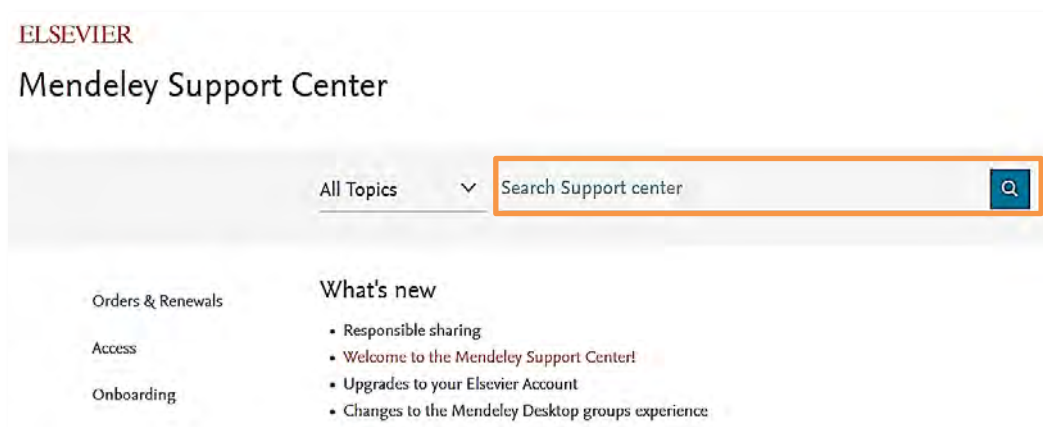 ELSEVIER
Mendeley Support Center
All Topics
Search Support center
Orders & Renewals
Access
Onboarding
What's new
• Responsible sharing
• Welcome to the Mendeley Support Center!
• Upgrades to your Elsevier Account
• Changes to the Mendeley Desktop groups experience